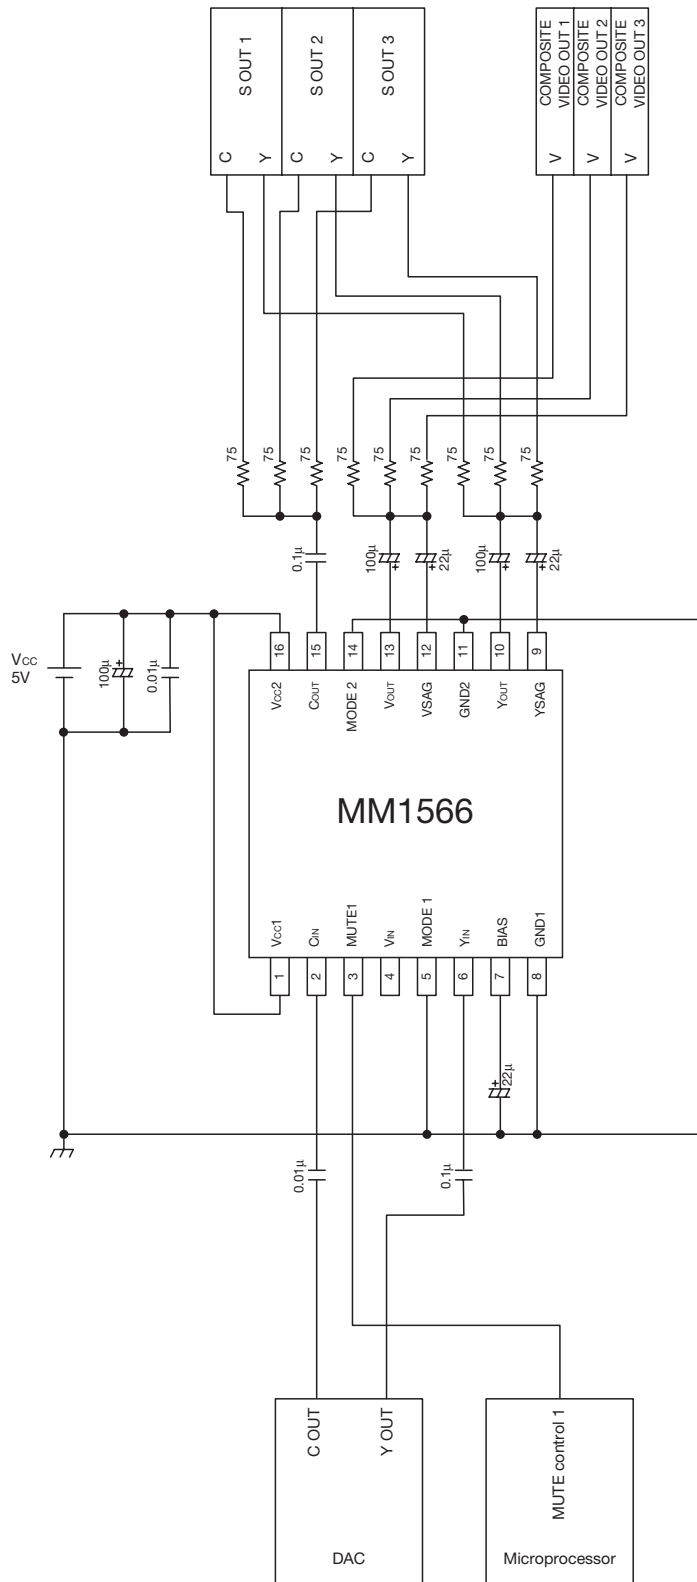 S OUT 1
S OUT 2
S OUT 3
COMPOSITE
VIDEO OUT 1
COMPOSITE
VIDEO OUT 2
COMPOSITE
VIDEO OUT 3
C
Y
C
Y
C
Y
V
V
V
75
75
75
75
75
75
75
75
75
0.1µ
100µ
22µ
100µ
22µ
VCC
5V
100µ
0.01µ
16
15
14
13
12
11
10
9
VCC2
COUT
MODE 2
VOUT
VSAG
GND2
YOUT
YSAG
MM1566
VCC1
CIN
MUTE1
VIN
MODE 1
YIN
BIAS
GND1
1
2
3
4
5
6
7
8
22µ
0.01µ
0.1µ
C OUT
Y OUT
DAC
MUTE control 1
Microprocessor